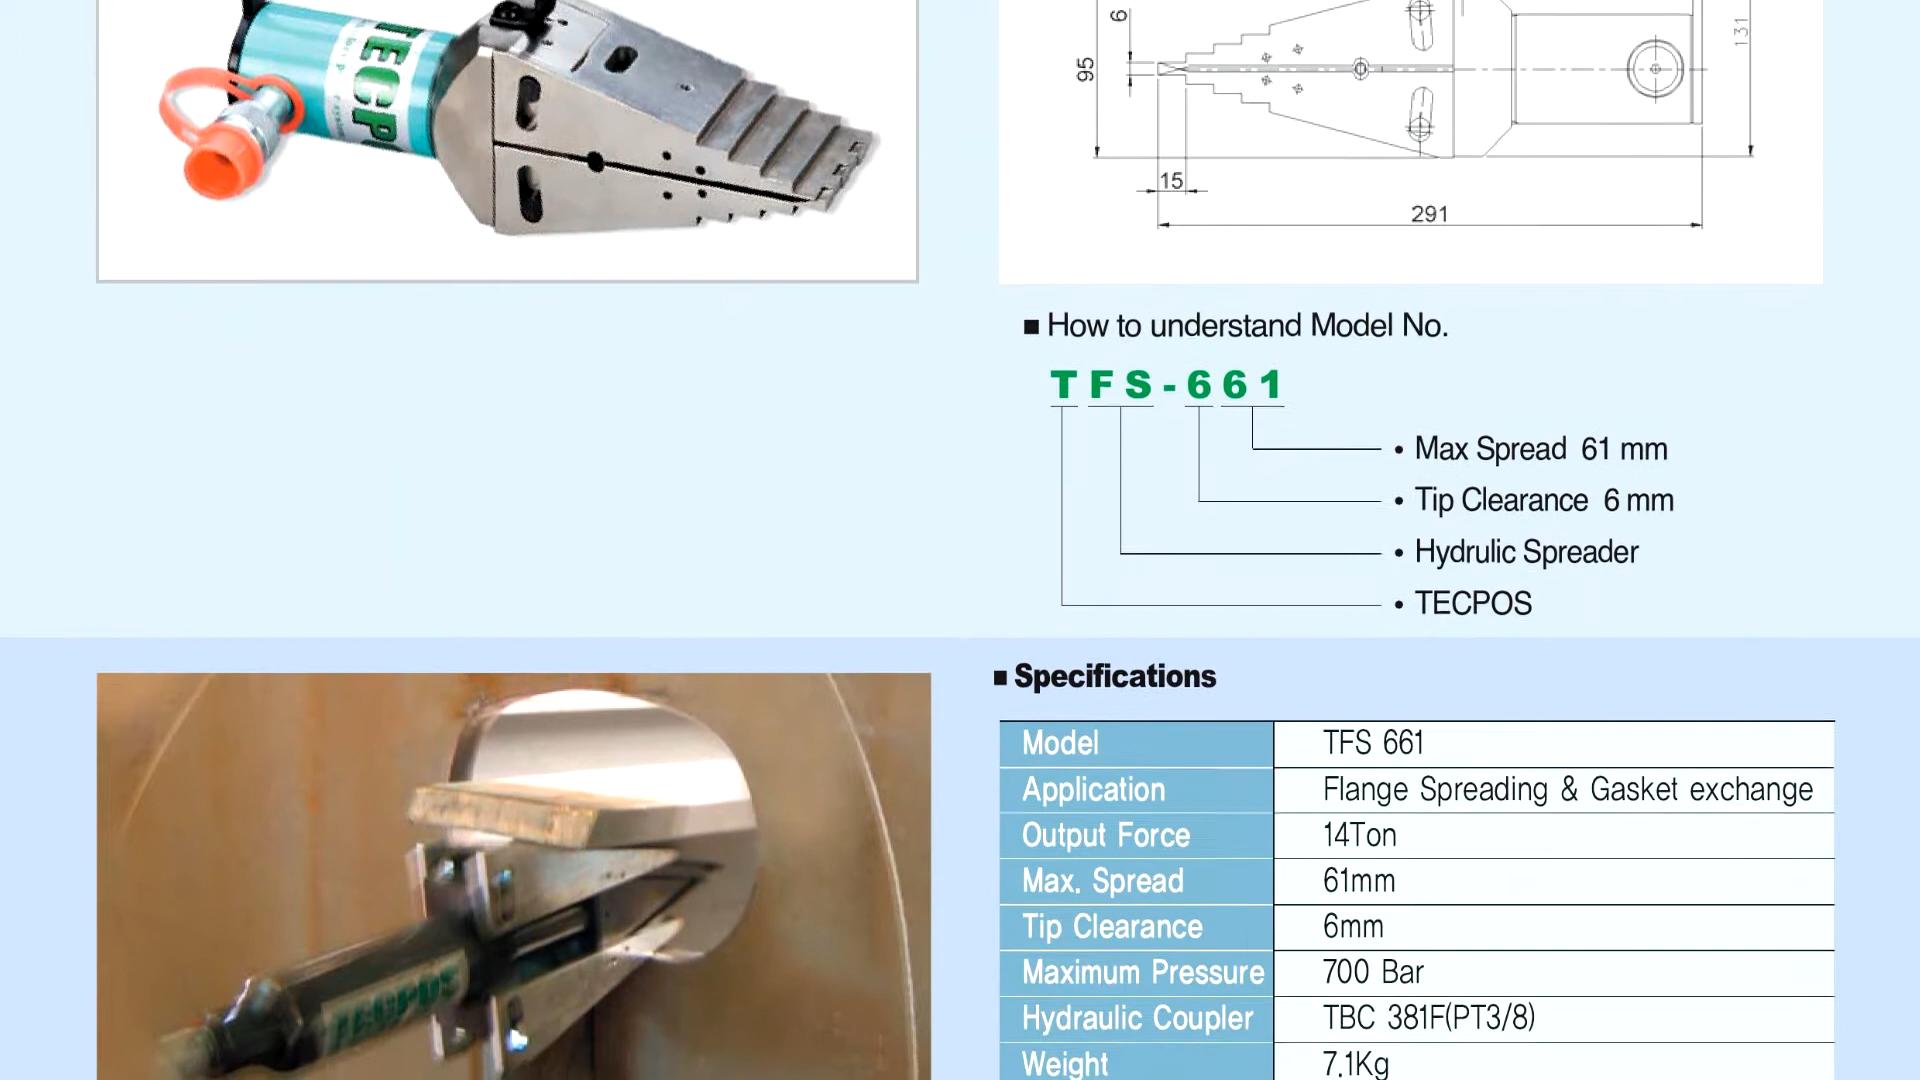 TECP
6
95
131
15
291
■ How to understand Model No.
TFS-661
• Max Spread 61 mm
• Tip Clearance 6 mm
• Hydrulic Spreader
• TECPOS
■ Specifications
Model TFS 661
Application Flange Spreading & Gasket exchange
Output Force 14Ton
Max. Spread 61mm
Tip Clearance 6mm
Maximum Pressure 700 Bar
Hydraulic Coupler TBC 381F(PT3/8)
Weight 7.1Kg
TECPOS